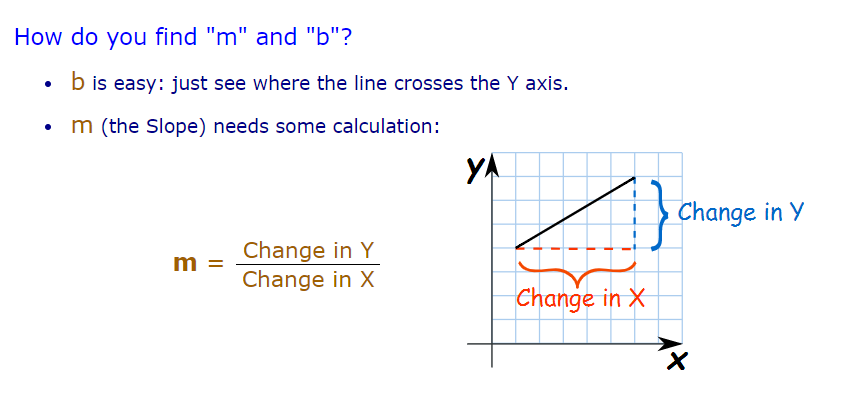 How do you find "m" and "b"?
• b is easy: just see where the line crosses the Y axis.
• m (the Slope) needs some calculation:
m = Change in Y
Change in X
Y
Change in Y
Change in X
X